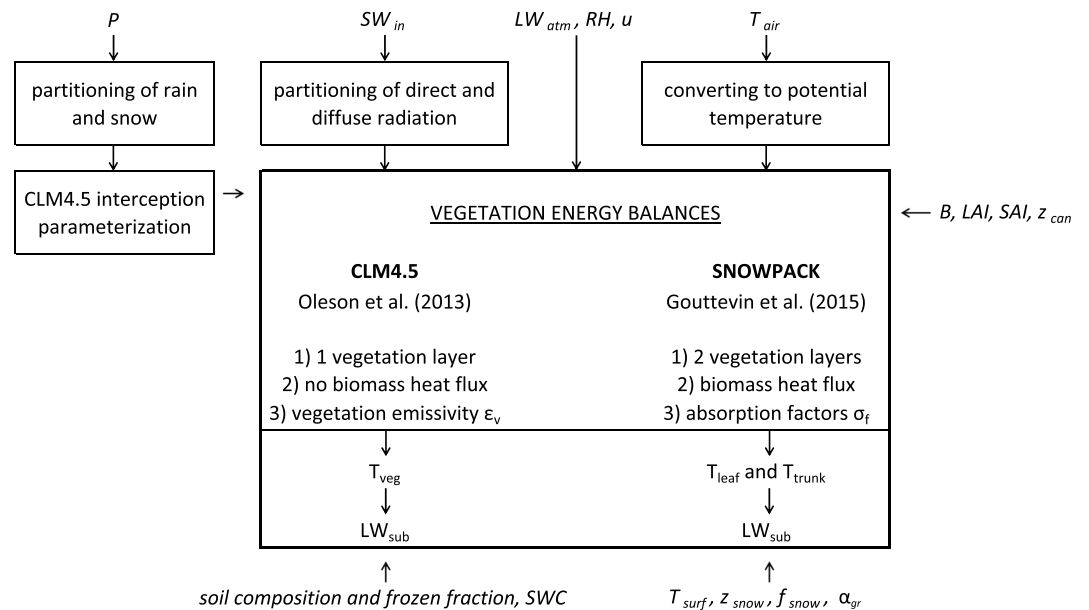 P
SW in
LW atm , RH, u
T air
partitioning of rain
and snow
partitioning of direct and
diffuse radiation
converting to potential
temperature
CLM4.5 interception
parameterization
VEGETATION ENERGY BALANCES
B, LAI, SAI, z can
CLM4.5
Oleson et al. (2013)
1) 1 vegetation layer
2) no biomass heat flux
3) vegetation emissivity εv
SNOWPACK
Gouttevin et al. (2015)
1) 2 vegetation layers
2) biomass heat flux
3) absorption factors σf
Tveg
LWsub
Tleaf and Ttrunk
LWsub
soil composition and frozen fraction, SWC
T surf , z snow , f snow , αgr